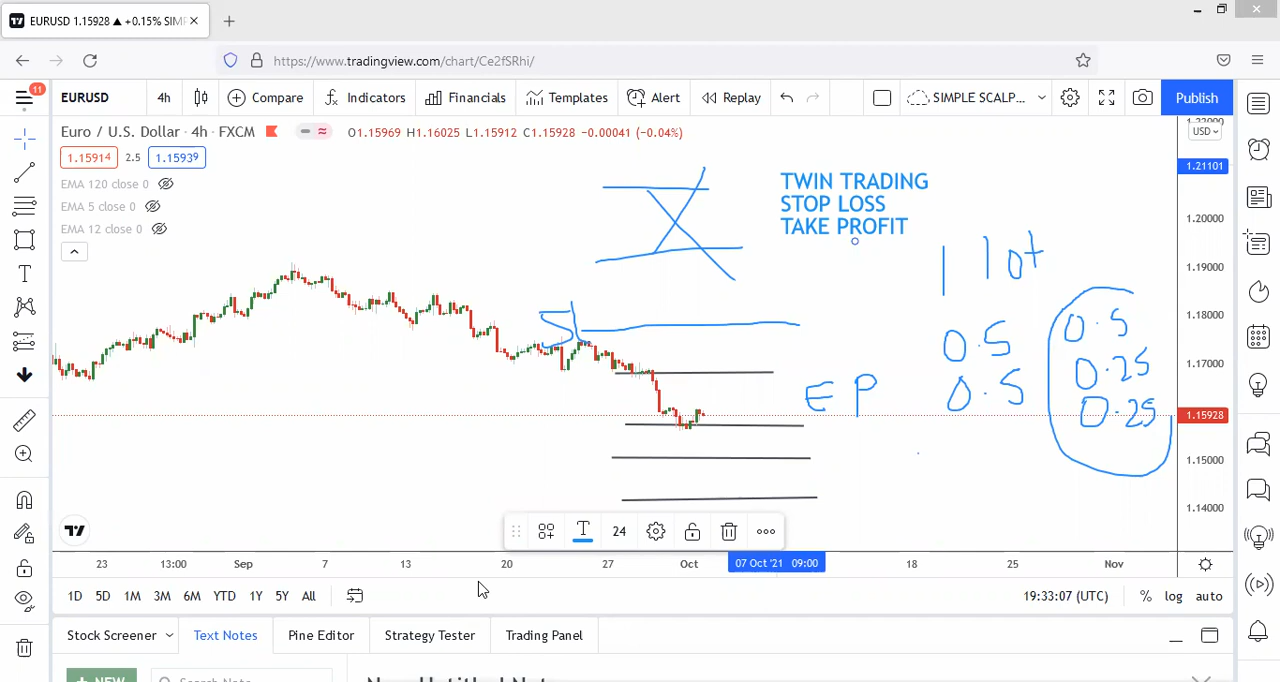 EURUSD 1.15928 ▲ +0.15% SIM
https://www.tradingview.com/chart/Ce2fSRhi/
11
EURUSD 4h Compare Indicators Financials Templates Alert Replay SIMPLE SCALP... Publish
Euro / U.S. Dollar · 4h · FXCM O1.15969 H1.16025 L1.15912 C1.15928 −0.00041 (−0.04%)
USD
1.15914 2.5 1.15939
EMA 120 close 0
EMA 5 close 0
EMA 12 close 0
TWIN TRADING
STOP LOSS
TAKE PROFIT
1 lot
SL
0.5
0.5
EP
0.5
0.25
0.25
1.22000
1.21101
1.20000
1.19000
1.18000
1.17000
1.15928
1.15000
1.14000
24
23 13:00 Sep 7 13 20 27 Oct 07 Oct '21 09:00 18 25 Nov
1D 5D 1M 3M 6M YTD 1Y 5Y All 19:33:07 (UTC) % log auto
Stock Screener Text Notes Pine Editor Strategy Tester Trading Panel
NEW Search Note